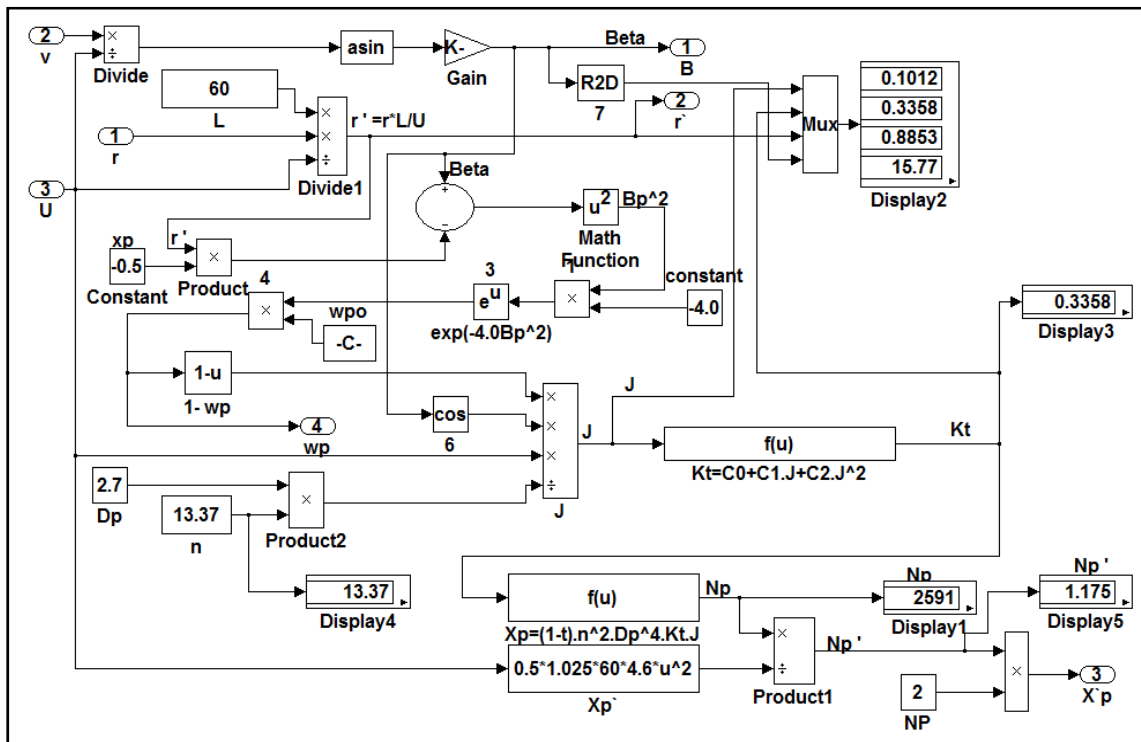 2
v
×
÷
Divide
asin
K-
Gain
Beta
1
B
R2D
7
2
r`
60
L
1
r
3
U
×
×
÷
Divide1
r ' =r*L/U
Mux
0.1012
0.3358
0.8853
15.77
Display2
Beta
+
−
u²
Bp^2
Math
Function
xp
-0.5
Constant
r '
×
Product
4
×
wpo
-C-
3
e^u
exp(-4.0Bp^2)
1
×
constant
-4.0
0.3358
Display3
1-u
1- wp
4
wp
cos
6
×
×
×
÷
J
J
J
f(u)
Kt=C0+C1.J+C2.J^2
Kt
2.7
Dp
13.37
n
×
Product2
13.37
Display4
f(u)
Xp=(1-t).n^2.Dp^4.Kt.J
Np
Np
2591
Display1
Np '
1.175
Display5
0.5*1.025*60*4.6*u^2
Xp`
×
÷
Product1
Np '
2
NP
×
3
X`p